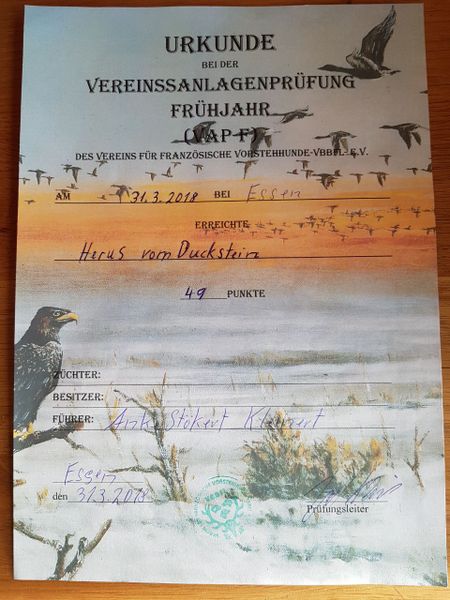 URKUNDE
BEI DER
VEREINSSANLAGENPRÜFUNG
FRÜHJAHR
(VAP-F)
DES VEREINS FÜR FRANZÖSISCHE VORSTEHHUNDE-VBBFL- E.V.
AM 31.3.2018 BEI Essen
ERREICHTE
Herus vom Duckstein
49 PUNKTE
ZÜCHTER:
BESITZER:
FÜHRER: Stökert
Essen
den 31.3.2018
Prüfungsleiter